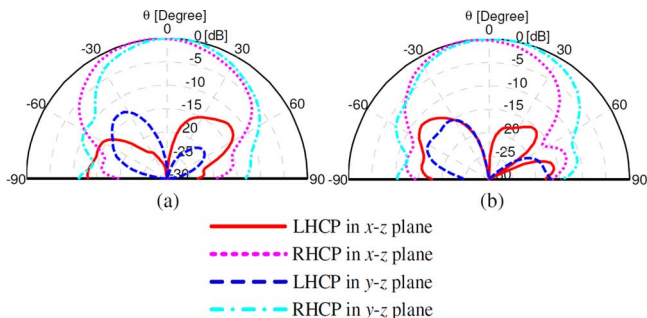 θ [Degree]
0
0 [dB]
-30
30
-5
-10
-60
60
-15
20
-25
-30
-90
90
(a)
θ [Degree]
0
0 [dB]
-30
30
-5
-10
-60
60
-15
20
-25
-90
90
(b)
LHCP in x-z plane
RHCP in x-z plane
LHCP in y-z plane
RHCP in y-z plane